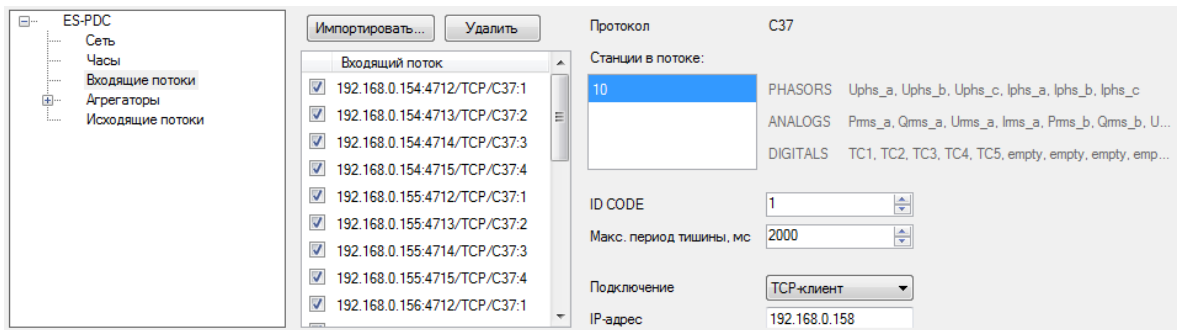 ES-PDC
Сеть
Часы
Входящие потоки
Агрегаторы
Исходящие потоки
Импортировать... Удалить
Входящий поток
192.168.0.154:4712/TCP/C37:1
192.168.0.154:4713/TCP/C37:2
192.168.0.154:4714/TCP/C37:3
192.168.0.154:4715/TCP/C37:4
192.168.0.155:4712/TCP/C37:1
192.168.0.155:4713/TCP/C37:2
192.168.0.155:4714/TCP/C37:3
192.168.0.155:4715/TCP/C37:4
192.168.0.156:4712/TCP/C37:1
Протокол C37
Станции в потоке:
10
PHASORS Uphs_a, Uphs_b, Uphs_c, Iphs_a, Iphs_b, Iphs_c
ANALOGS Prms_a, Qrms_a, Urms_a, Irms_a, Prms_b, Qrms_b, U...
DIGITALS TC1, TC2, TC3, TC4, TC5, empty, empty, empty, emp...
ID CODE 1
Макс. период тишины, мс 2000
Подключение TCP-клиент
IP-адрес 192.168.0.158